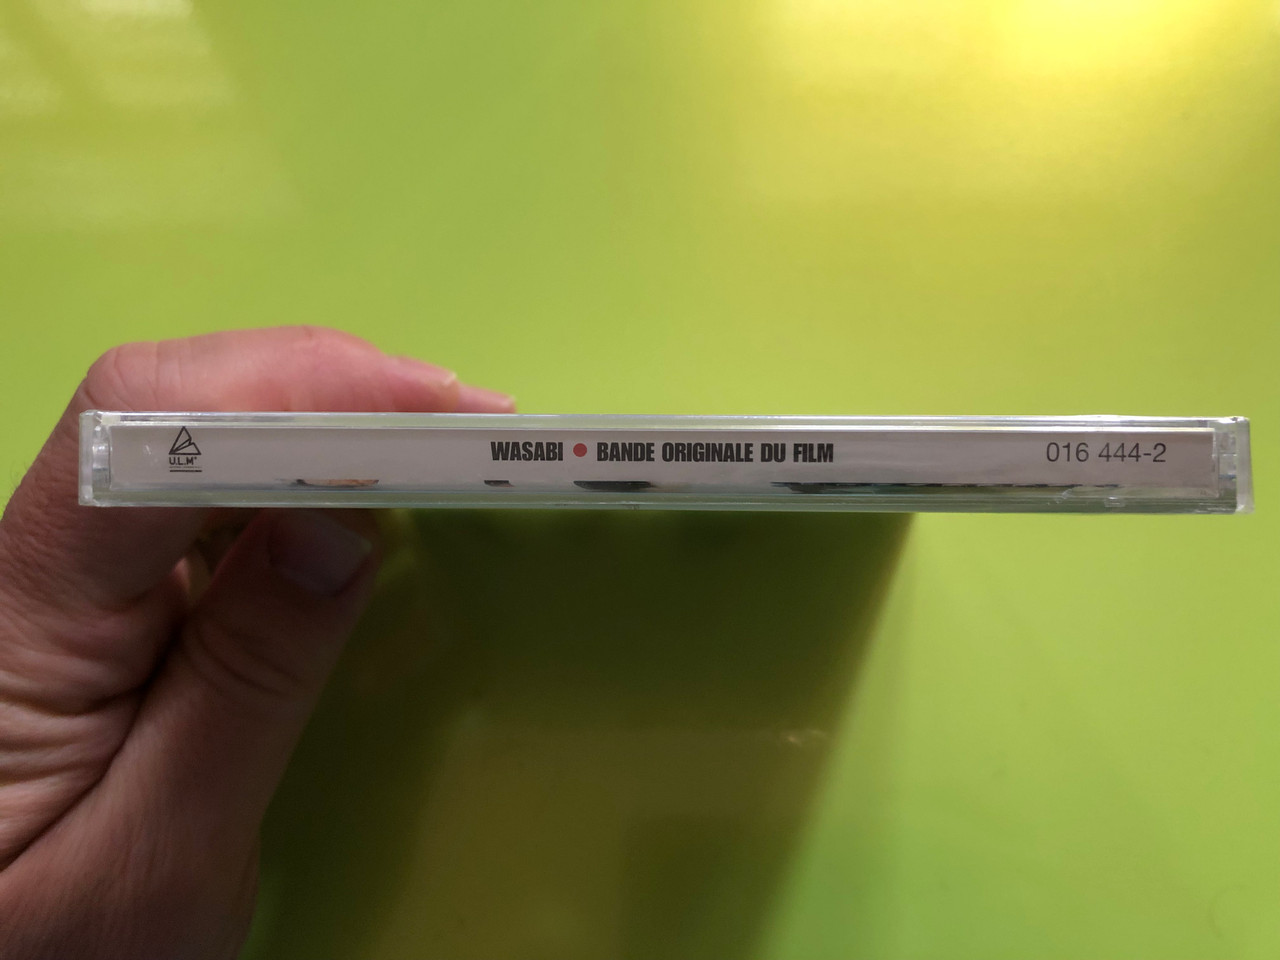 U.L.M
WASABI • BANDE ORIGINALE DU FILM
016 444-2